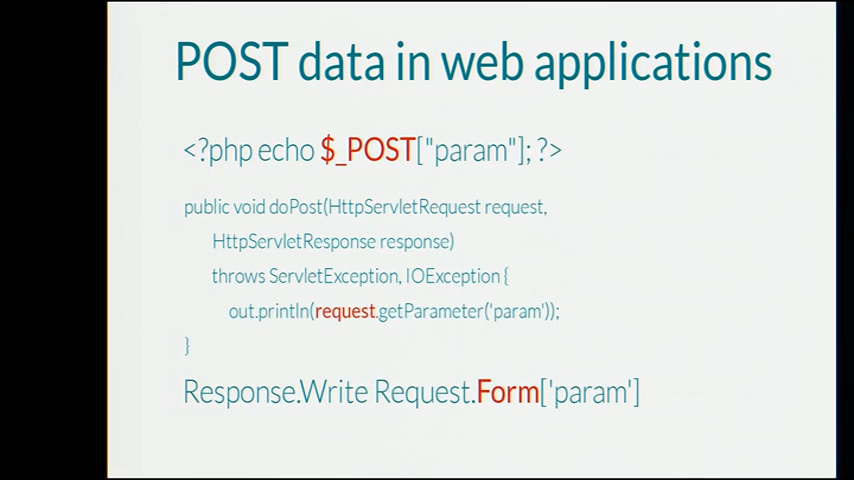 POST data in web applications
<?php echo $_POST["param"]; ?>
public void doPost(HttpServletRequest request,
HttpServletResponse response)
throws ServletException, IOException {
out.println(request.getParameter('param'));
}
Response.Write Request.Form['param']